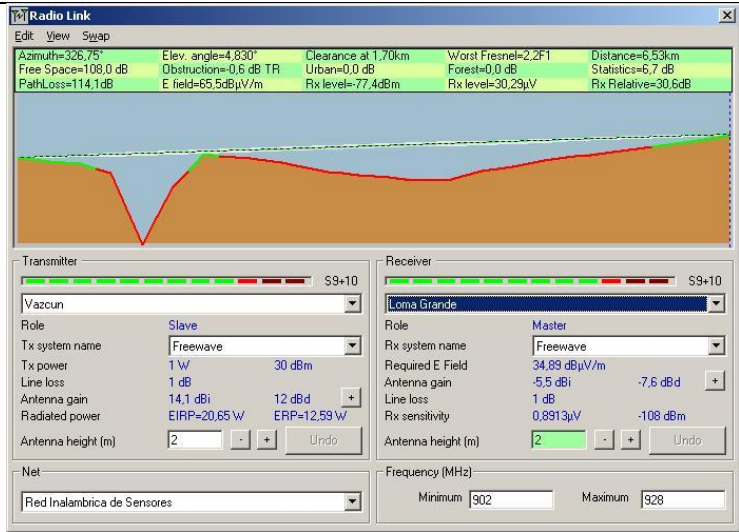 Radio Link
Edit View Swap
Azimuth=326,75° Elev. angle=4,830° Clearance at 1,70km Worst Fresnel=2,2F1 Distance=6,53km
Free Space=108,0 dB Obstruction=-0,6 dB TR Urban=0,0 dB Forest=0,0 dB Statistics=6,7 dB
PathLoss=114,1dB E field=65,5dBµV/m Rx level=-77,4dBm Rx level=30,29µV Rx Relative=30,6dB
Transmitter
S9+10
Vazcun
Role Slave
Tx system name Freewave
Tx power 1 W 30 dBm
Line loss 1 dB
Antenna gain 14,1 dBi 12 dBd +
Radiated power EIRP=20,65 W ERP=12,59 W
Antenna height (m) 2 - + Undo
Receiver
S9+10
Loma Grande
Role Master
Rx system name Freewave
Required E Field 34,89 dBµV/m
Antenna gain -5,5 dBi -7,6 dBd +
Line loss 1 dB
Rx sensitivity 0,8913µV -108 dBm
Antenna height (m) 2 - + Undo
Net
Red Inalambrica de Sensores
Frequency (MHz)
Minimum 902 Maximum 928